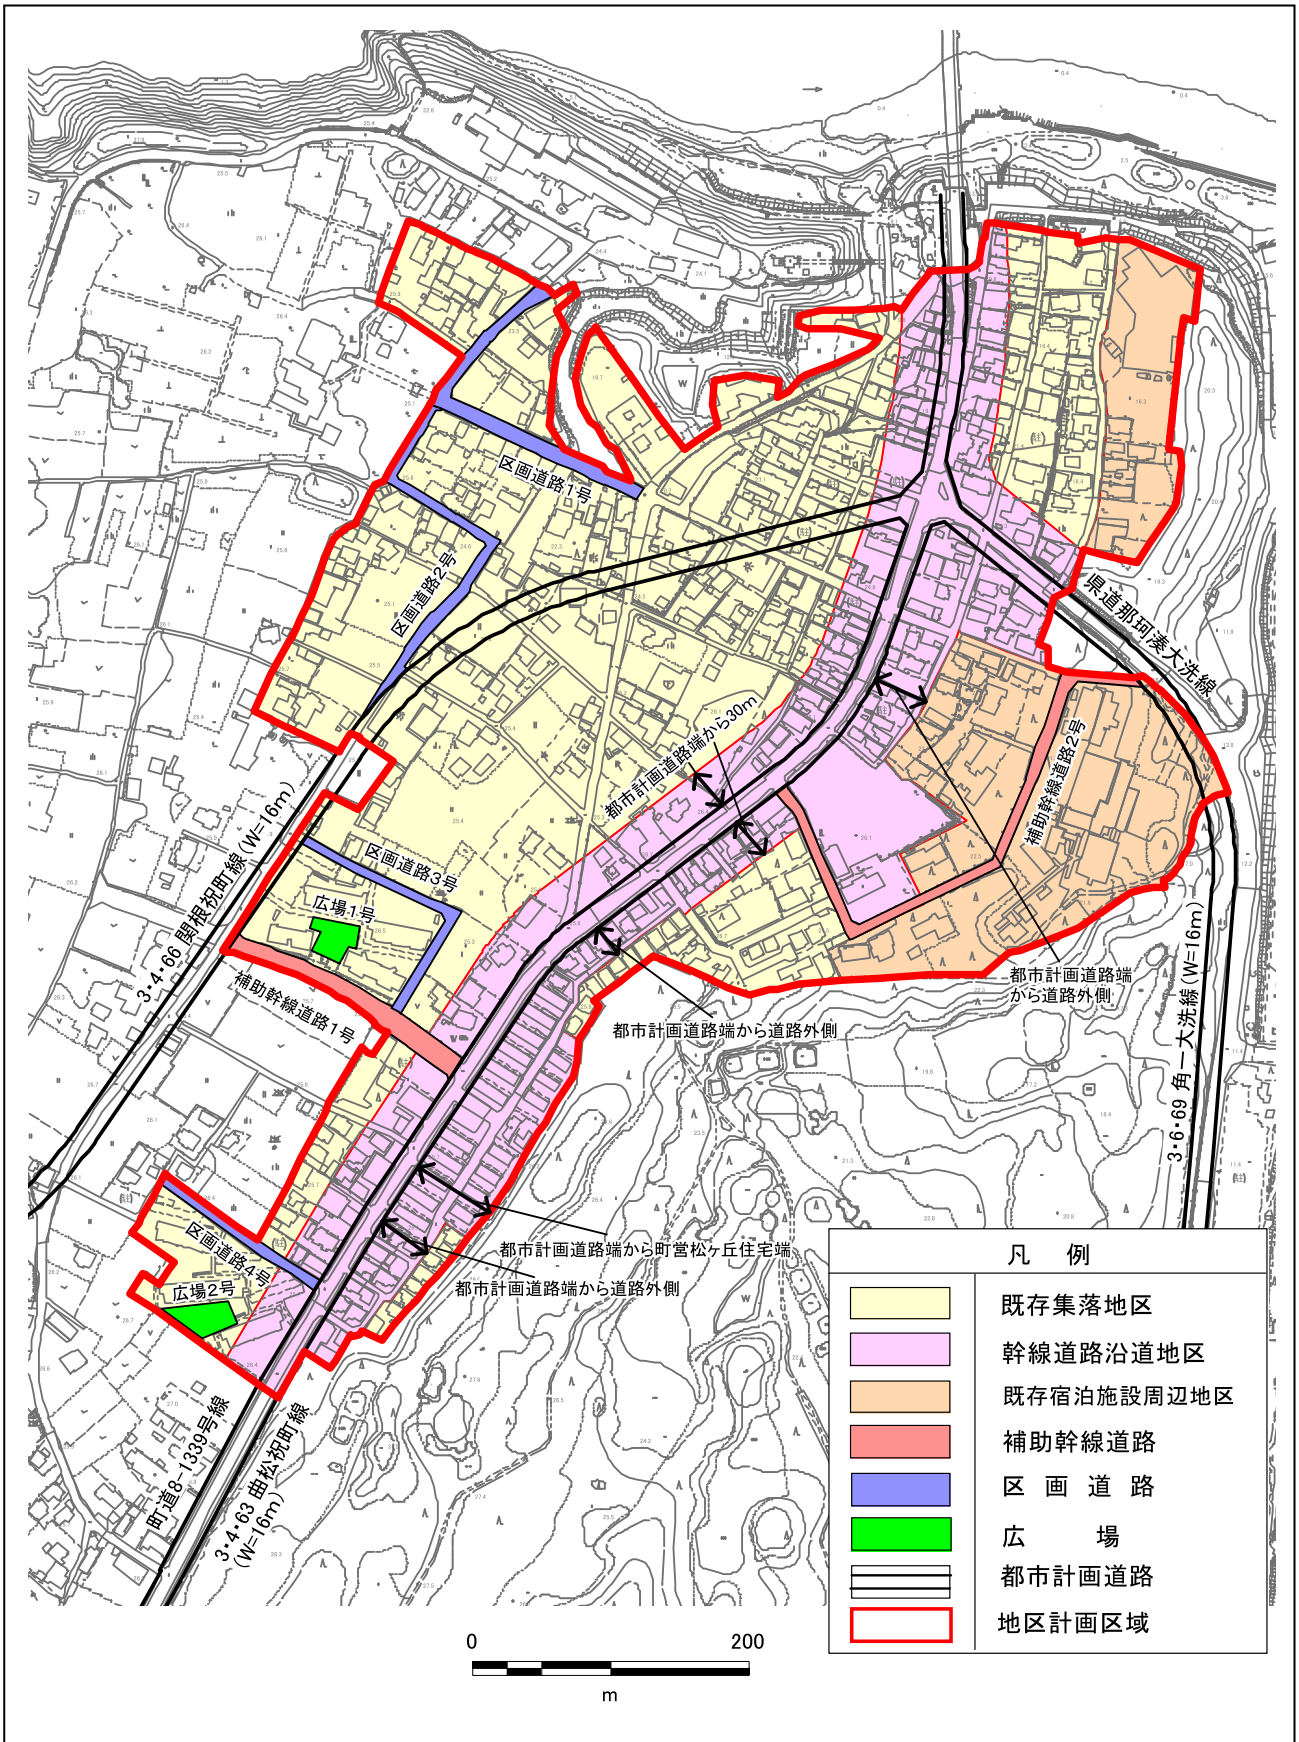 区画道路1号
区画道路2号
県道那珂湊大洗線
都市計画道路端から30m
補助幹線道路2号
3・4・66 関根祝町線(W=16m)
区画道路3号
広場1号
補助幹線道路1号
都市計画道路端
から道路外側
都市計画道路端から道路外側
3・6・69 角一大洗線(W=16m)
区画道路4号
広場2号
都市計画道路端から町営松ヶ丘住宅端
都市計画道路端から道路外側
町道8-1339号線
3・4・63 曲松祝町線
(W=16m)
凡 例
既存集落地区
幹線道路沿道地区
既存宿泊施設周辺地区
補助幹線道路
区画道路
広場
都市計画道路
地区計画区域
0 200
m